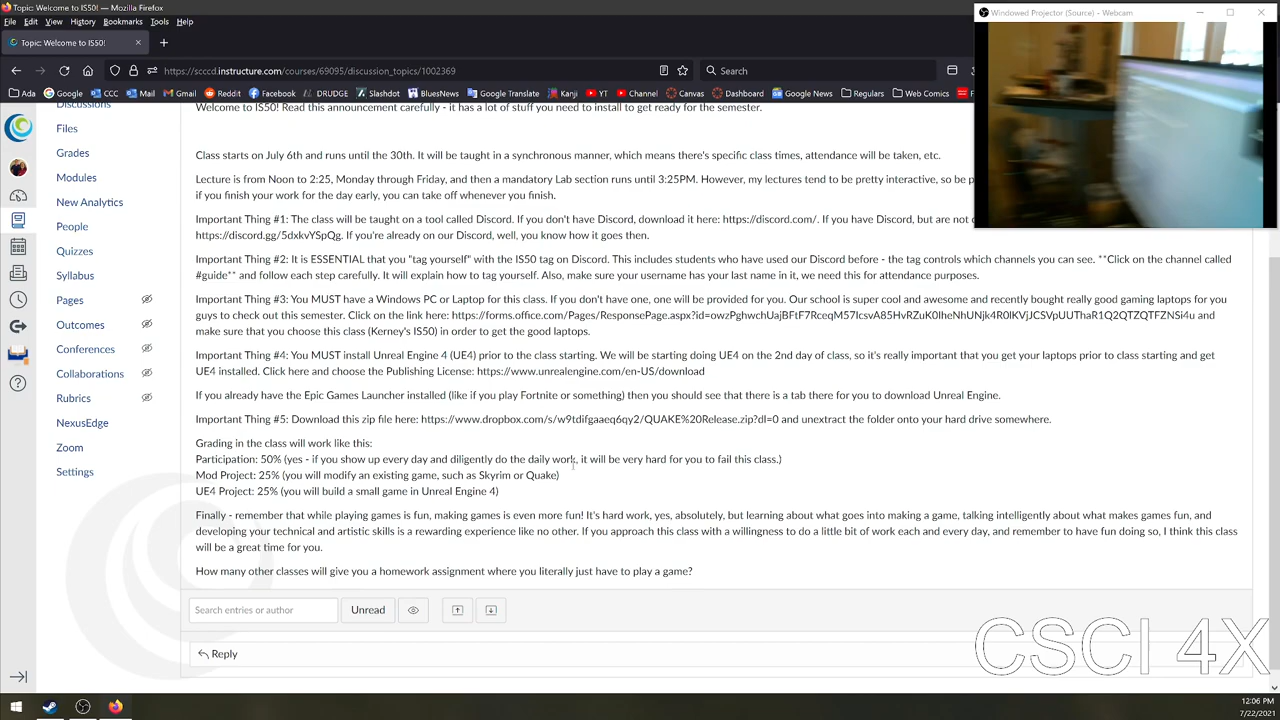 Topic: Welcome to IS50! — Mozilla Firefox
File Edit View History Bookmarks Tools Help
Windowed Projector (Source) - Webcam
Topic: Welcome to IS50!
https://scccd.instructure.com/courses/69095/discussion_topics/1002369
Search
Ada Google CC CC Mail Maps Reddit Facebook DRUDGE Slashdot BluesNews Kanji YT Channel Canvas Dashboard Google News Regulars Web Comics
Discussions
Files
Grades
Modules
New Analytics
People
Quizzes
Syllabus
Pages
Outcomes
Conferences
Collaborations
Rubrics
NexusEdge
Zoom
Settings
Welcome to IS50! Read this announcement carefully - it has a lot of stuff you need to install to get ready for the semester.
Class starts on July 6th and runs until the 30th. It will be taught in a synchronous manner, which means there's specific class times, attendance will be taken, etc.
Lecture is from Noon to 2:25, Monday through Friday, and then a mandatory Lab section runs until 3:25PM. However, my lectures tend to be pretty interactive, so be
if you finish your work for the day early, you can take off whenever you finish.
Important Thing #1: The class will be taught on a tool called Discord. If you don't have Discord, download it here: https://discord.com/. If you have Discord, but are not
https://discord.gg/5dxkvYSpQg. If you're already on our Discord, well, you know how it goes then.
Important Thing #2: It is ESSENTIAL that you "tag yourself" with the IS50 tag on Discord. This includes students who have used our Discord before - the tag controls which channels you can see. **Click on the channel called
#guide** and follow each step carefully. It will explain how to tag yourself. Also, make sure your username has your last name in it, we need this for attendance purposes.
Important Thing #3: You MUST have a Windows PC or Laptop for this class. If you don't have one, one will be provided for you. Our school is super cool and awesome and recently bought really good gaming laptops for you
guys to check out this semester. Click on the link here: https://forms.office.com/Pages/ResponsePage.aspx?id=owzPghwchUajBFtF7RceqM57IcsvA85HvRZuK0IheNhUNjk4R0lKVjJCSVpUUThaR1Q2QTZQTFZNSi4u and
make sure that you choose this class (Kerney's IS50) in order to get the good laptops.
Important Thing #4: You MUST install Unreal Engine 4 (UE4) prior to the class starting. We will be starting doing UE4 on the 2nd day of class, so it's really important that you get your laptops prior to class starting and get
UE4 installed. Click here and choose the Publishing License: https://www.unrealengine.com/en-US/download
If you already have the Epic Games Launcher installed (like if you play Fortnite or something) then you should see that there is a tab there for you to download Unreal Engine.
Important Thing #5: Download this zip file here: https://www.dropbox.com/s/w9tdifgaaeq6qy2/QUAKE%20Release.zip?dl=0 and unextract the folder onto your hard drive somewhere.
Grading in the class will work like this:
Participation: 50% (yes - if you show up every day and diligently do the daily work, it will be very hard for you to fail this class.)
Mod Project: 25% (you will modify an existing game, such as Skyrim or Quake)
UE4 Project: 25% (you will build a small game in Unreal Engine 4)
Finally - remember that while playing games is fun, making games is even more fun! It's hard work, yes, absolutely, but learning about what goes into making a game, talking intelligently about what makes games fun, and
developing your technical and artistic skills is a rewarding experience like no other. If you approach this class with a willingness to do a little bit of work each and every day, and remember to have fun doing so, I think this class
will be a great time for you.
How many other classes will give you a homework assignment where you literally just have to play a game?
Search entries or author Unread
Reply
CSCI 4X
12:06 PM
7/22/2021